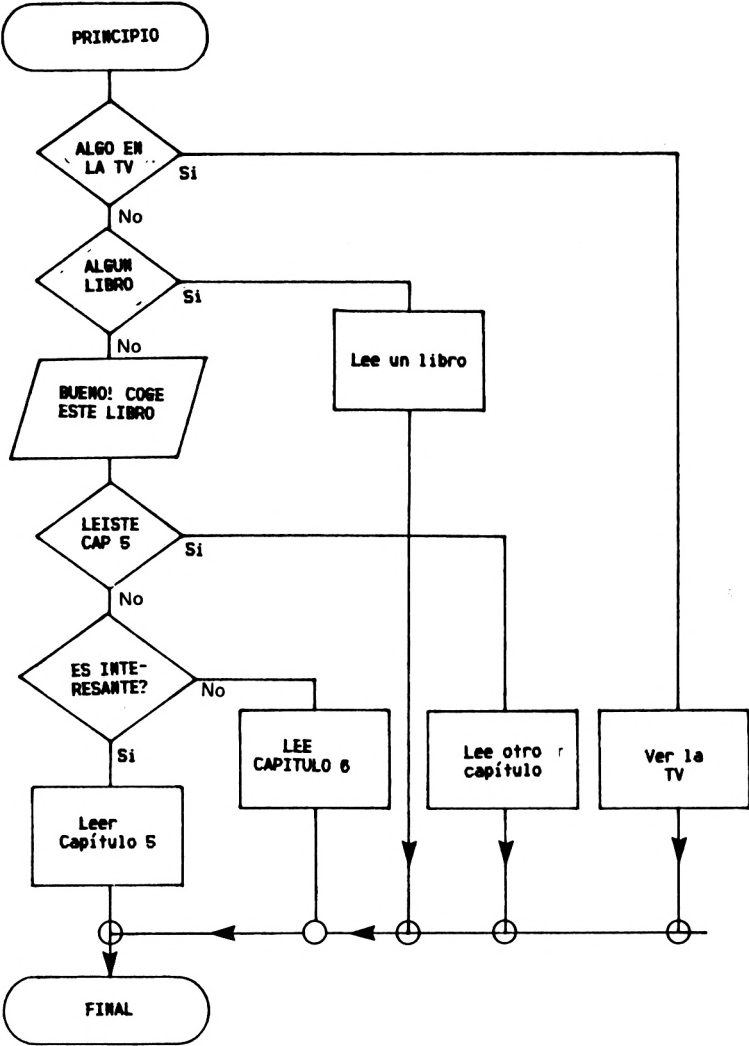 PRINCIPIO
ALGO EN
LA TV
Si
No
ALGUN
LIBRO
Si
No
Lee un libro
BUENO! COGE
ESTE LIBRO
LEISTE
CAP 5
Si
No
ES INTE-
RESANTE?
No
Si
LEE
CAPITULO 6
Lee otro
capítulo
Ver la
TV
Leer
Capítulo 5
FINAL